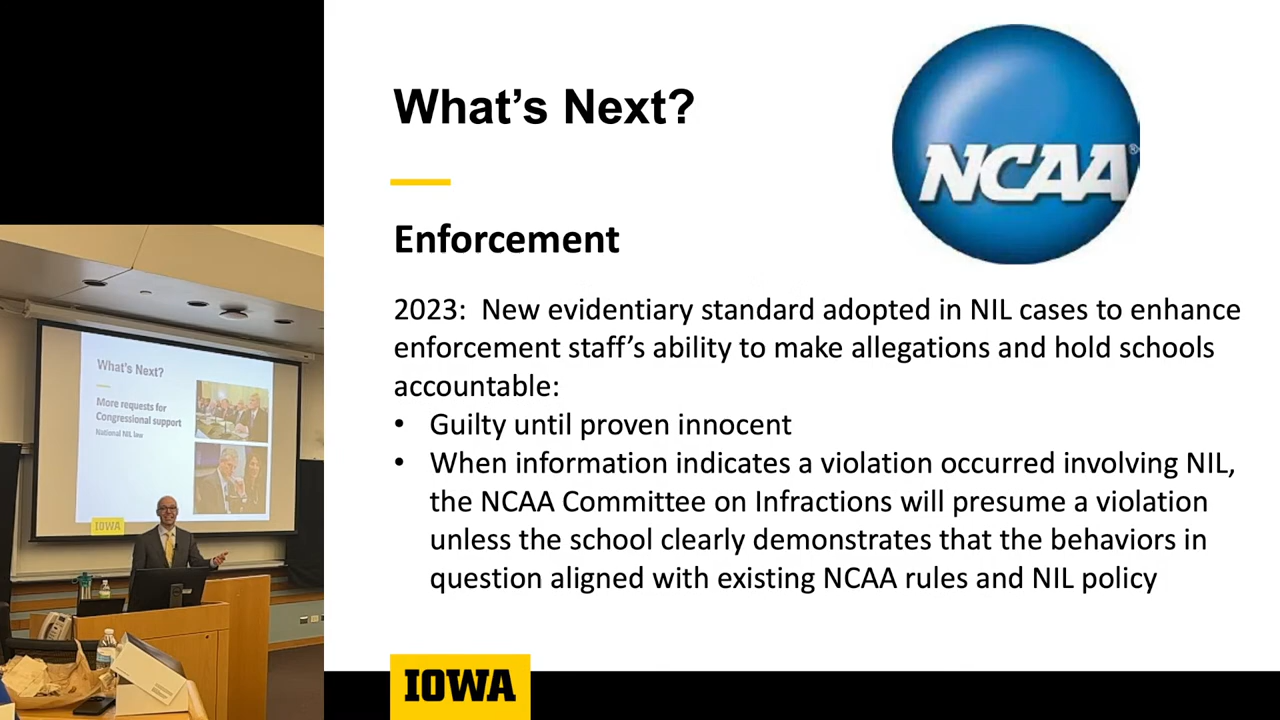 What's Next?
NCAA®
Enforcement
2023:  New evidentiary standard adopted in NIL cases to enhance
enforcement staff's ability to make allegations and hold schools
accountable:
• Guilty until proven innocent
• When information indicates a violation occurred involving NIL,
the NCAA Committee on Infractions will presume a violation
unless the school clearly demonstrates that the behaviors in
question aligned with existing NCAA rules and NIL policy
IOWA
What's Next?
More requests for
Congressional support
National NIL law
IOWA